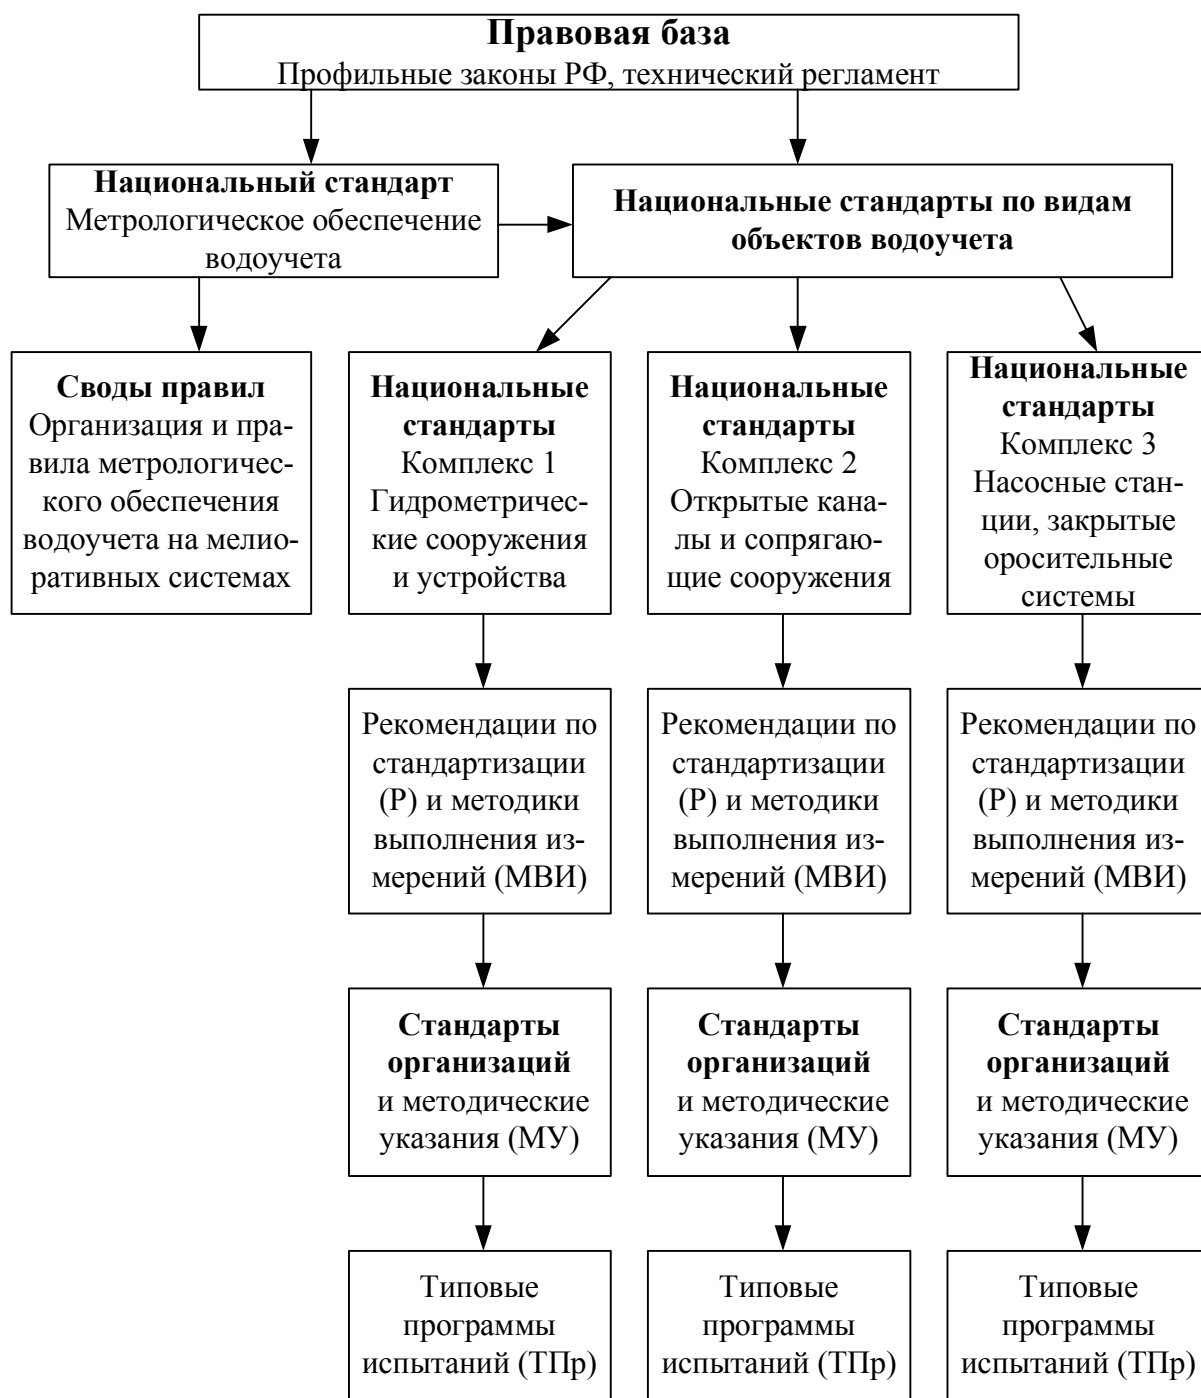 Правовая база
Профильные законы РФ, технический регламент
Национальный стандарт
Метрологическое обеспечение
водоучета
Национальные стандарты по видам
объектов водоучета
Своды правил
Организация и пра-
вила метрологичес-
кого обеспечения
водоучета на мелио-
ративных системах
Национальные
стандарты
Комплекс 1
Гидрометричес-
кие сооружения
и устройства
Национальные
стандарты
Комплекс 2
Открытые кана-
лы и сопрягаю-
щие сооружения
Национальные
стандарты
Комплекс 3
Насосные стан-
ции, закрытые
оросительные
системы
Рекомендации по
стандартизации
(Р) и методики
выполнения из-
мерений (МВИ)
Рекомендации по
стандартизации
(Р) и методики
выполнения из-
мерений (МВИ)
Рекомендации по
стандартизации
(Р) и методики
выполнения из-
мерений (МВИ)
Стандарты
организаций
и методические
указания (МУ)
Стандарты
организаций
и методические
указания (МУ)
Стандарты
организаций
и методические
указания (МУ)
Типовые
программы
испытаний (ТПр)
Типовые
программы
испытаний (ТПр)
Типовые
программы
испытаний (ТПр)